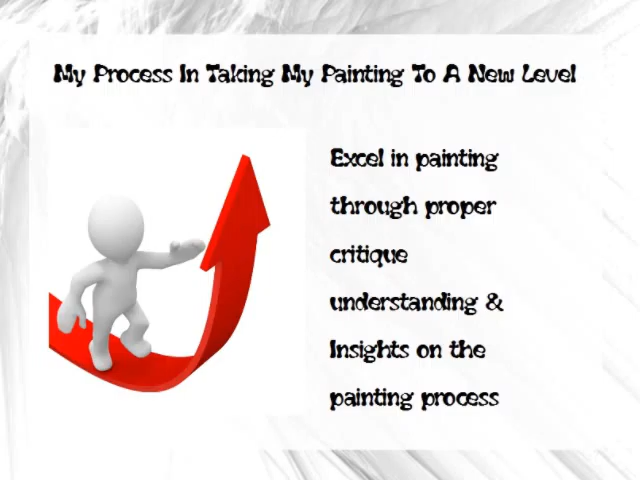 My Process In Taking My Painting To A New Level
Excel in painting
through proper
critique
understanding &
Insights on the
painting process